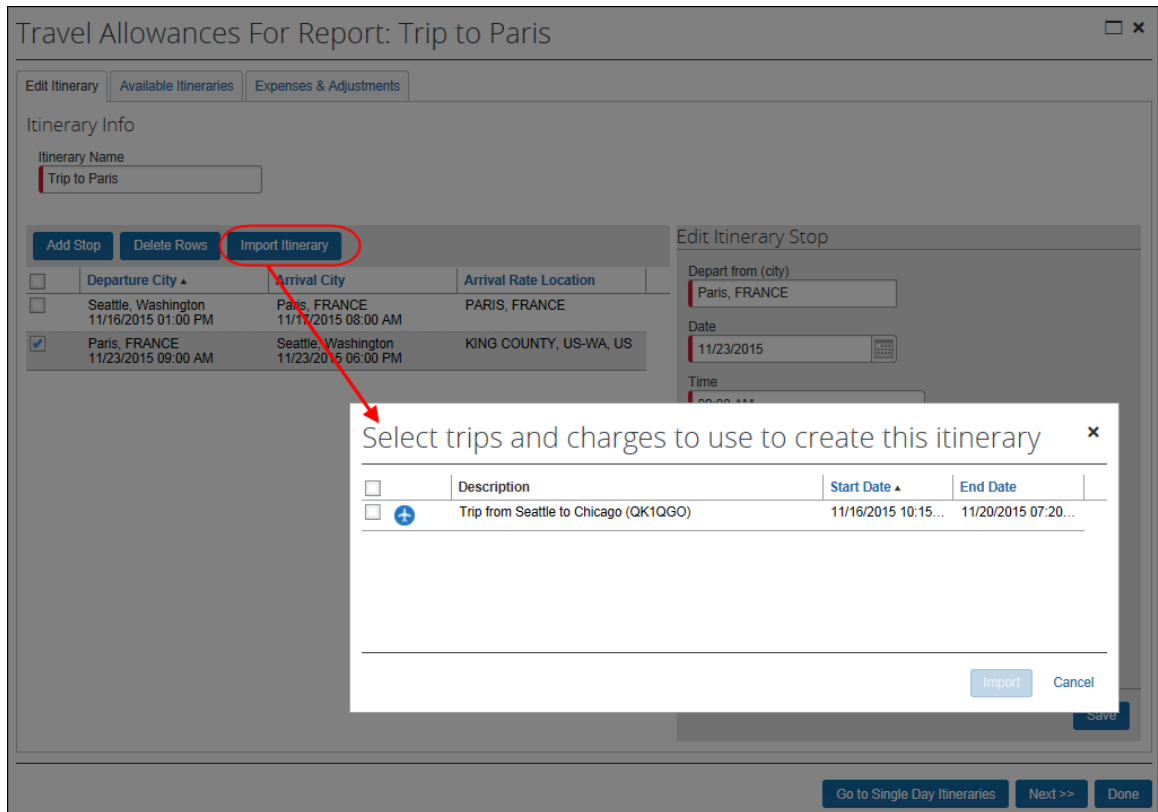 Travel Allowances For Report: Trip to Paris
Edit Itinerary Available Itineraries Expenses & Adjustments
Itinerary Info
Itinerary Name
Trip to Paris
Add Stop Delete Rows Import Itinerary
Departure City Arrival City Arrival Rate Location
Seattle, Washington Paris, FRANCE PARIS, FRANCE
11/16/2015 01:00 PM 11/17/2015 08:00 AM
Paris, FRANCE Seattle, Washington KING COUNTY, US-WA, US
11/23/2015 09:00 AM 11/23/2015 06:00 PM
Edit Itinerary Stop
Depart from (city)
Paris, FRANCE
Date
11/23/2015
Time
Select trips and charges to use to create this itinerary
Description Start Date End Date
Trip from Seattle to Chicago (QK1QGO) 11/16/2015 10:15... 11/20/2015 07:20...
Import Cancel
Save
Go to Single Day Itineraries Next >> Done